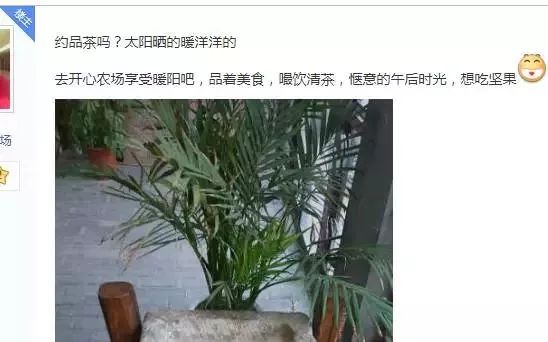 楼主
约品茶吗？太阳晒的暖洋洋的
去开心农场享受暖阳吧，品着美食，嘬饮清茶，惬意的午后时光，想吃坚果
场